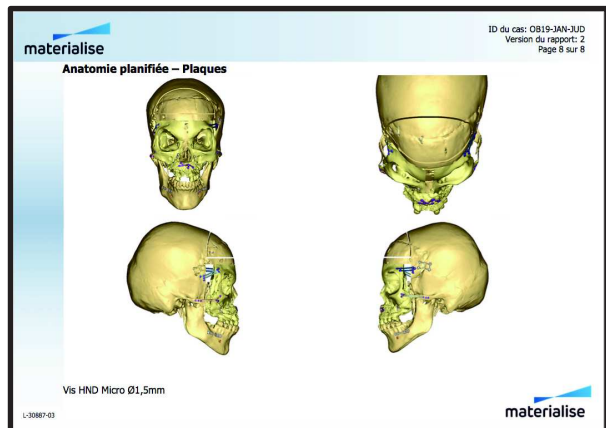 materialise
ID du cas: OB19-JAN-JUD
Version du rapport: 2
Page 8 sur 8
Anatomie planifiée – Plaques
Vis HND Micro Ø1,5mm
L-30887-03
materialise